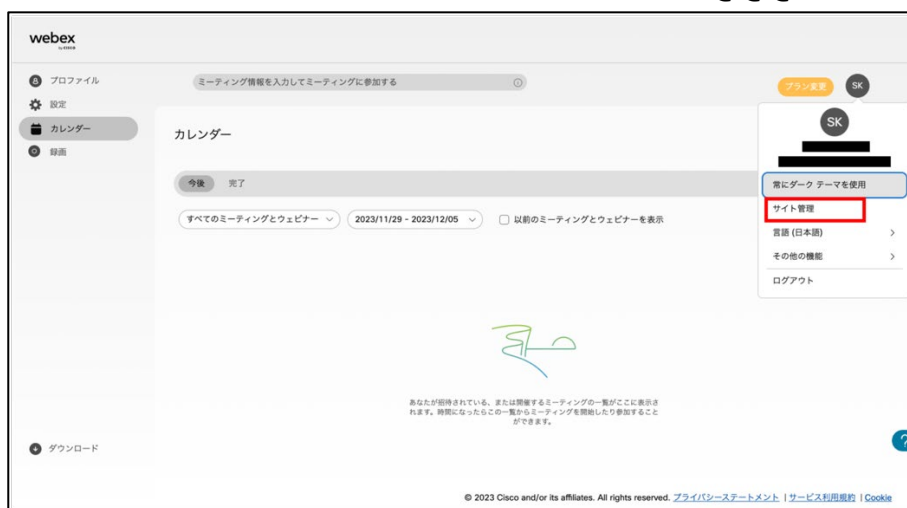 webex
by CISCO
プロファイル
設定
カレンダー
録画
ダウンロード
ミーティング情報を入力してミーティングに参加する
プラン変更
SK
カレンダー
今後 完了
すべてのミーティングとウェビナー
2023/11/29 - 2023/12/05
以前のミーティングとウェビナーを表示
SK
常にダーク テーマを使用
サイト管理
言語 (日本語)
その他の機能
ログアウト
あなたが招待されている、または開催するミーティングの一覧がここに表示さ
れます。時間になったらこの一覧からミーティングを開始したり参加すること
ができます。
?
© 2023 Cisco and/or its affiliates. All rights reserved. プライバシーステートメント | サービス利用規約 | Cookie